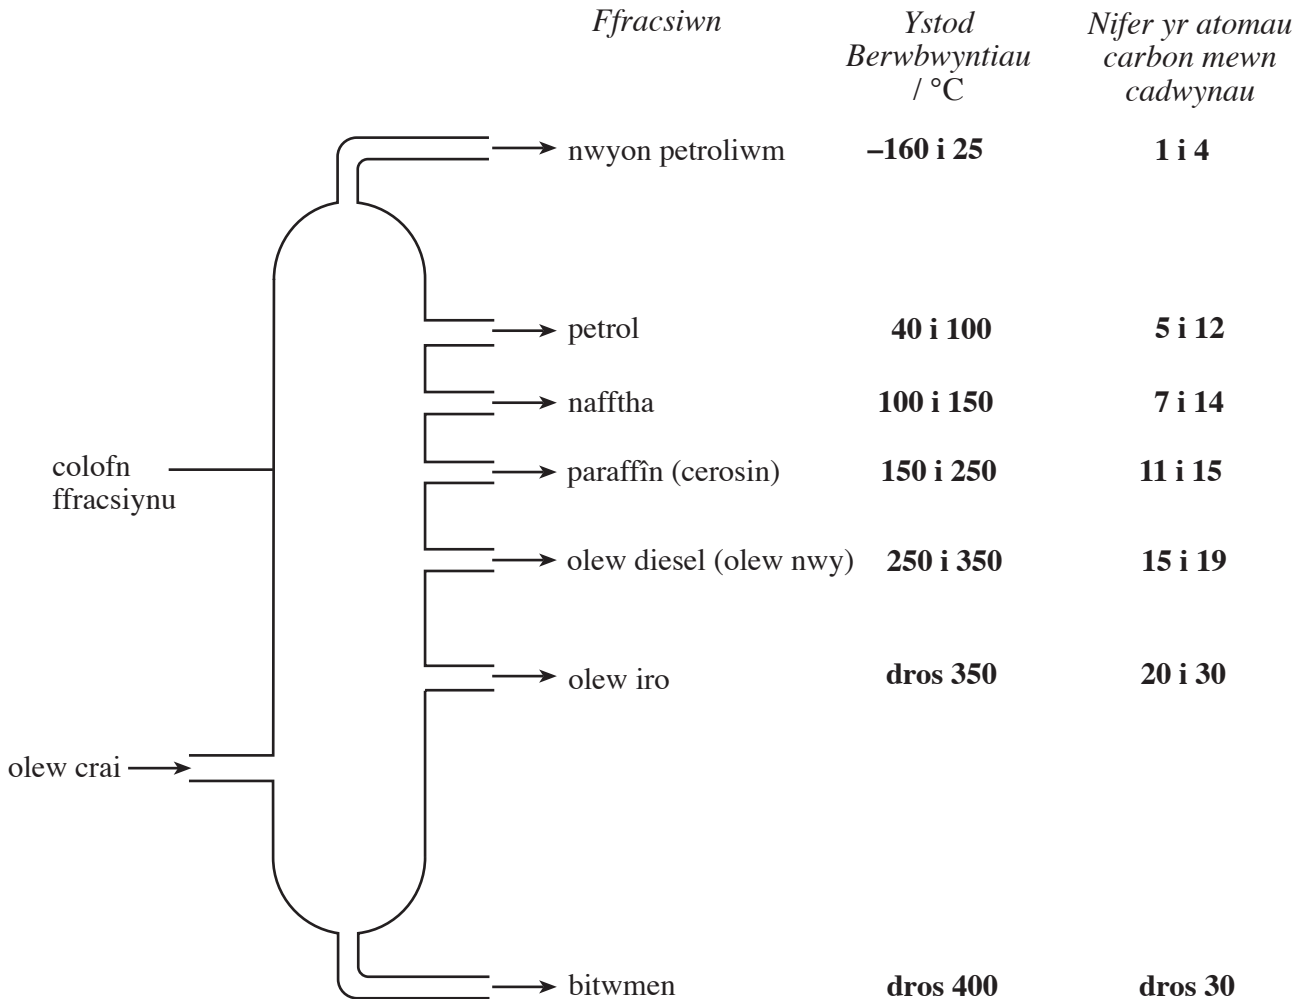 Ffracsiwn
Ystod
Berwbwyntiau
/ °C
Nifer yr atomau
carbon mewn
cadwynau
nwyon petroliwm –160 i 25 1 i 4
petrol 40 i 100 5 i 12
nafftha 100 i 150 7 i 14
colofn
ffracsiynu
paraffîn (cerosin) 150 i 250 11 i 15
olew diesel (olew nwy) 250 i 350 15 i 19
olew iro dros 350 20 i 30
olew crai
bitwmen dros 400 dros 30